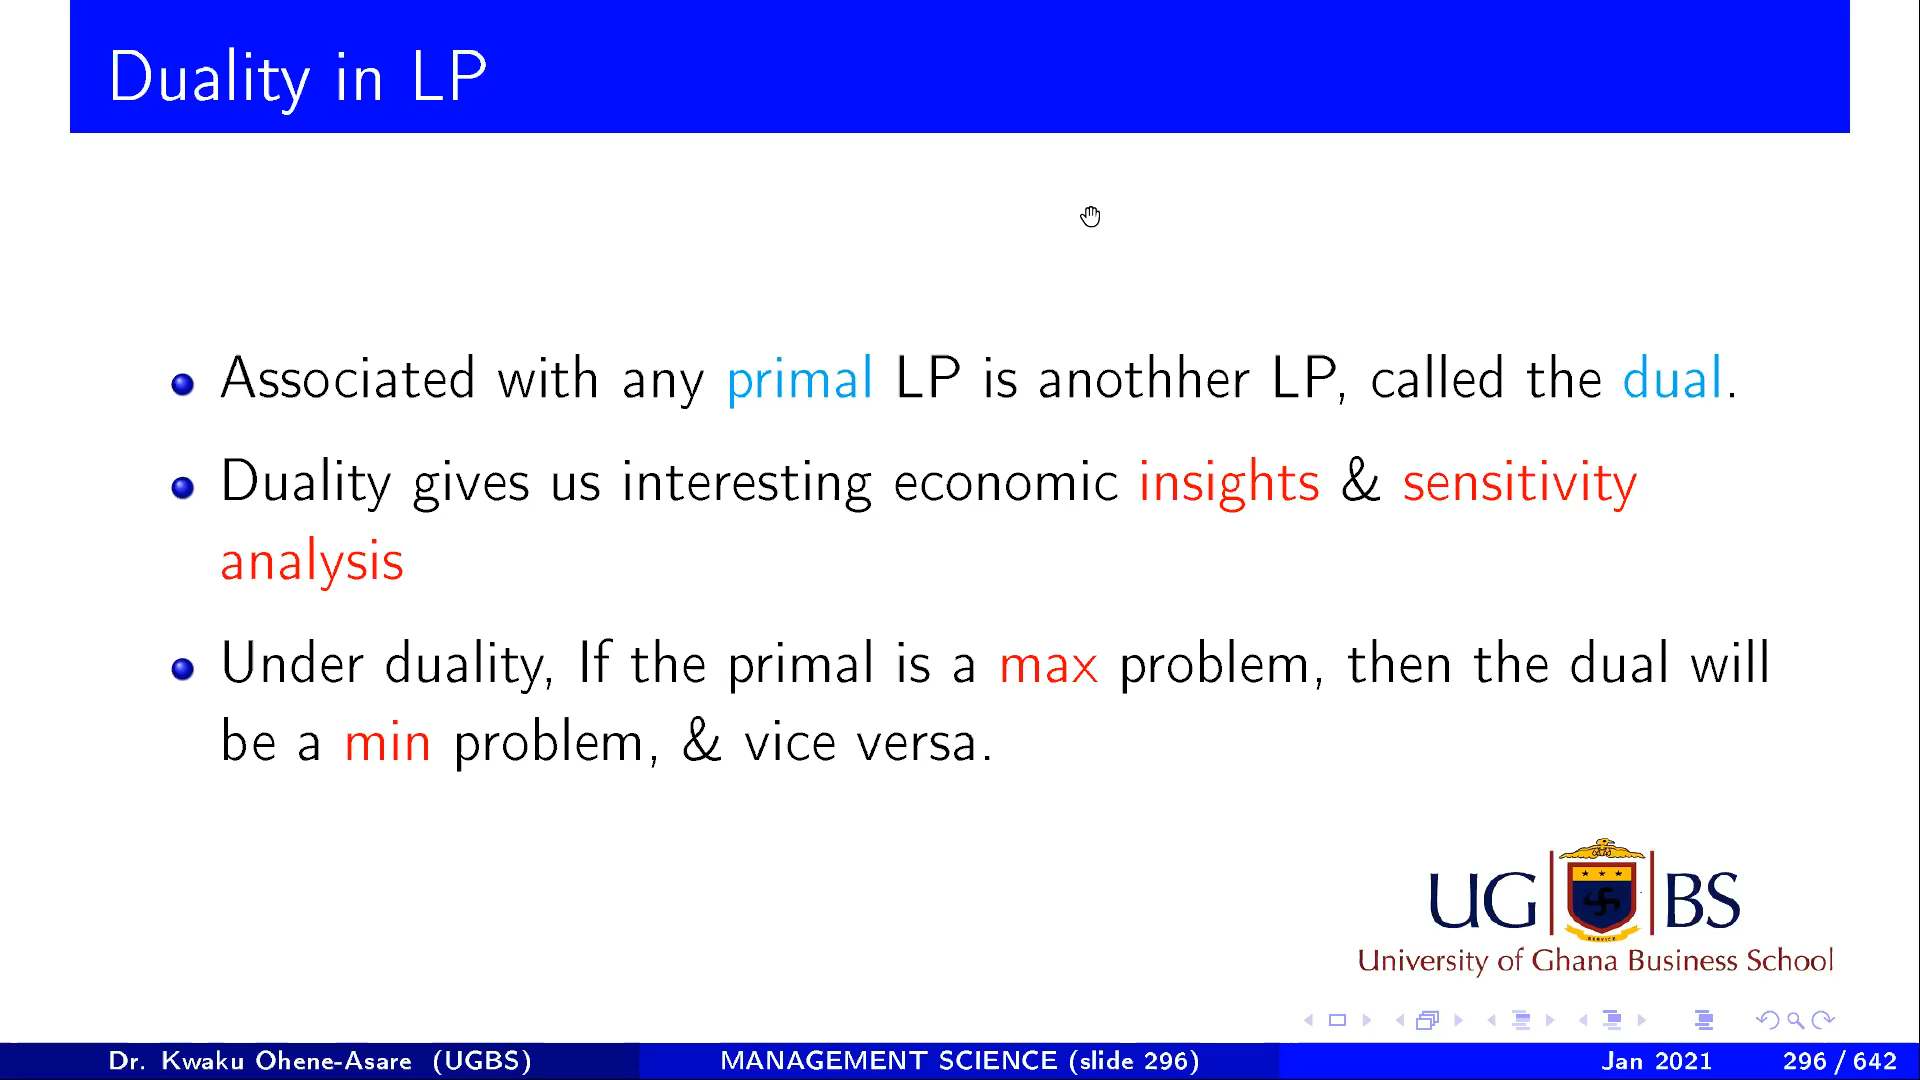 Duality in LP
Associated with any primal LP is anothher LP, called the dual.
Duality gives us interesting economic insights & sensitivity
analysis
Under duality, If the primal is a max problem, then the dual will
be a min problem, & vice versa.
UG BS
SERVICE
University of Ghana Business School
Dr. Kwaku Ohene-Asare (UGBS) MANAGEMENT SCIENCE (slide 296) Jan 2021 296 / 642